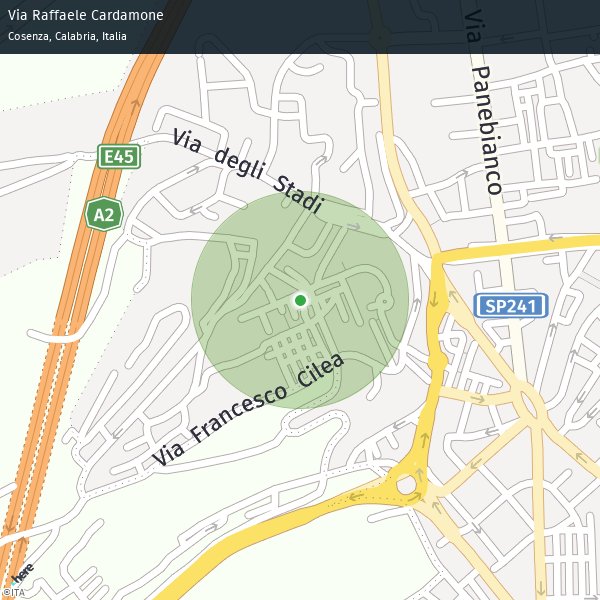 Via Raffaele Cardamone
Cosenza, Calabria, Italia
Via Panebianco
Via degli Stadi
E45
A2
SP241
Via Francesco Cilea
here
©ITA